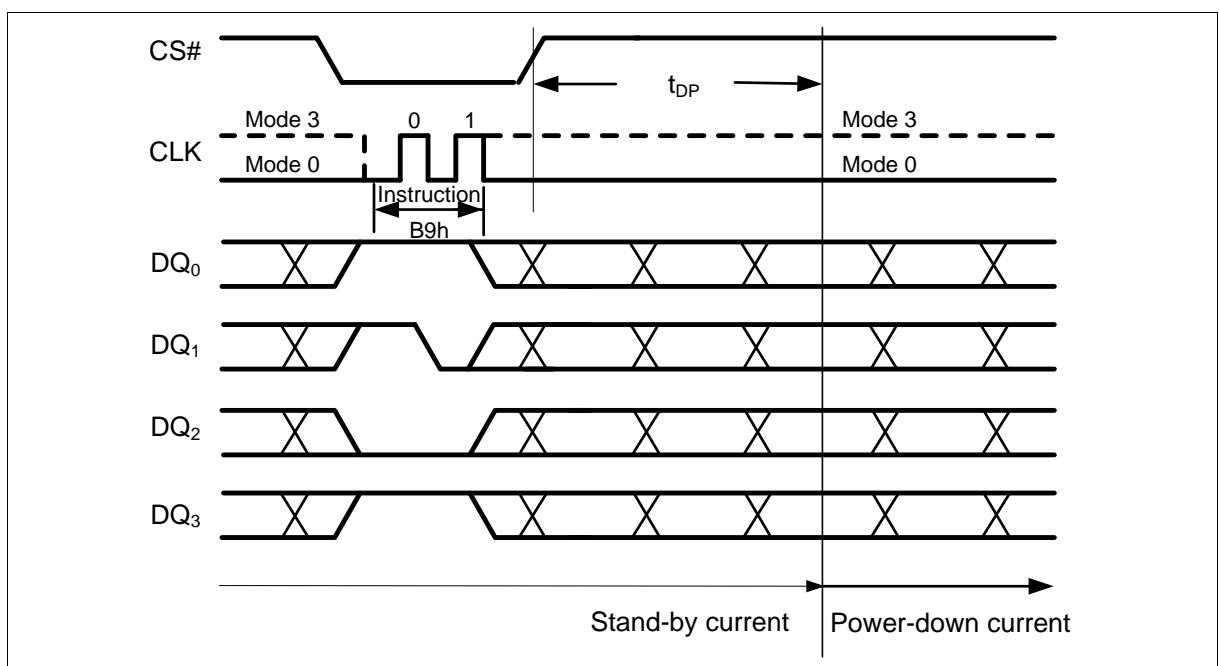 CS#
t_DP
Mode 3 0 1 Mode 3
CLK
Mode 0 Mode 0
Instruction
B9h
DQ₀
DQ₁
DQ₂
DQ₃
Stand-by current Power-down current